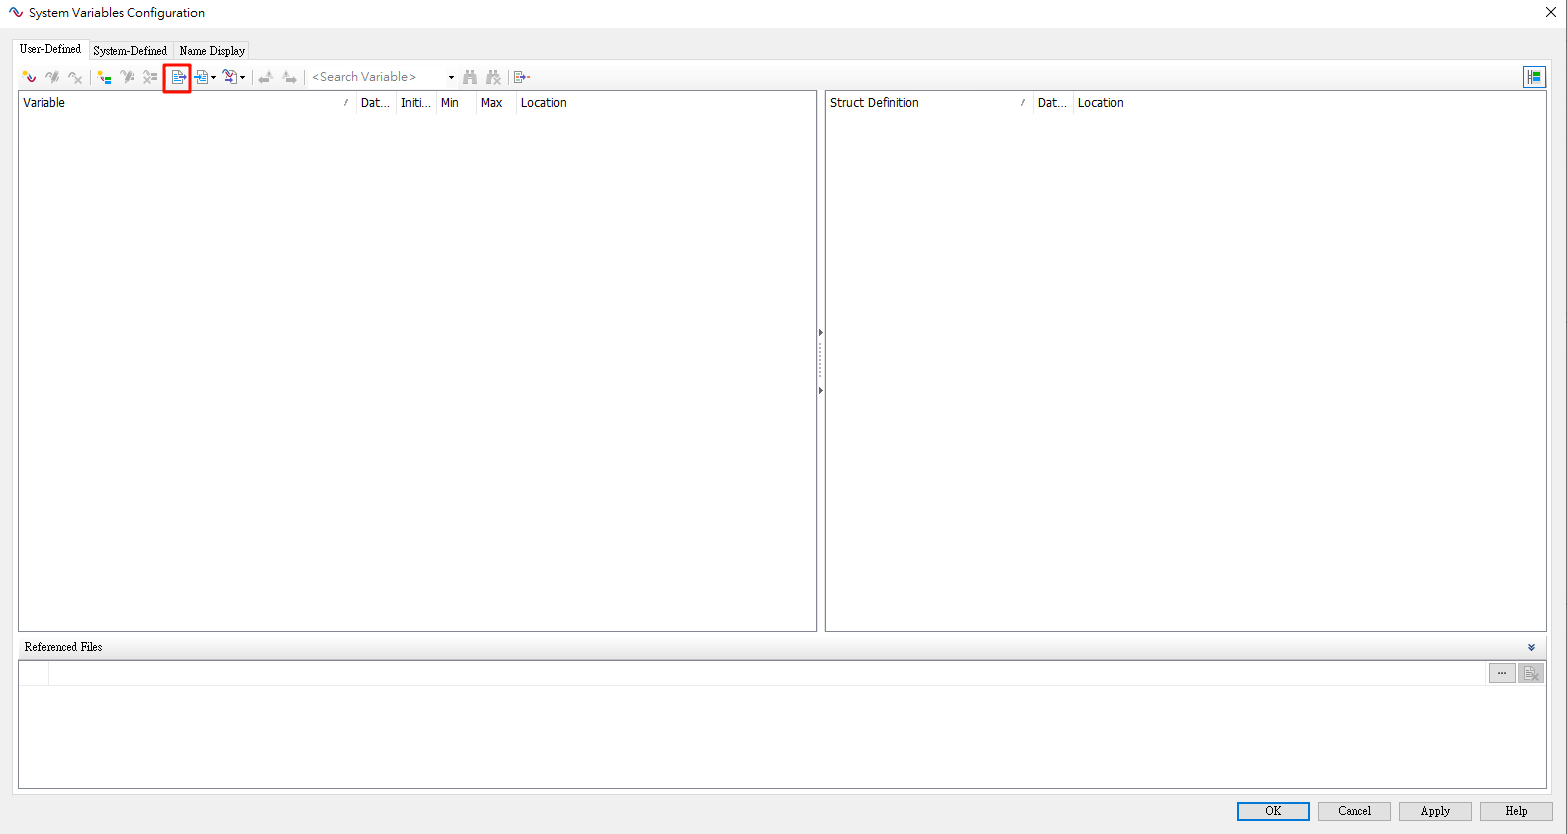 System Variables Configuration
User-Defined System-Defined Name Display
<Search Variable>
Variable Dat... Initi... Min Max Location
Struct Definition Dat... Location
Referenced Files
...
OK Cancel Apply Help